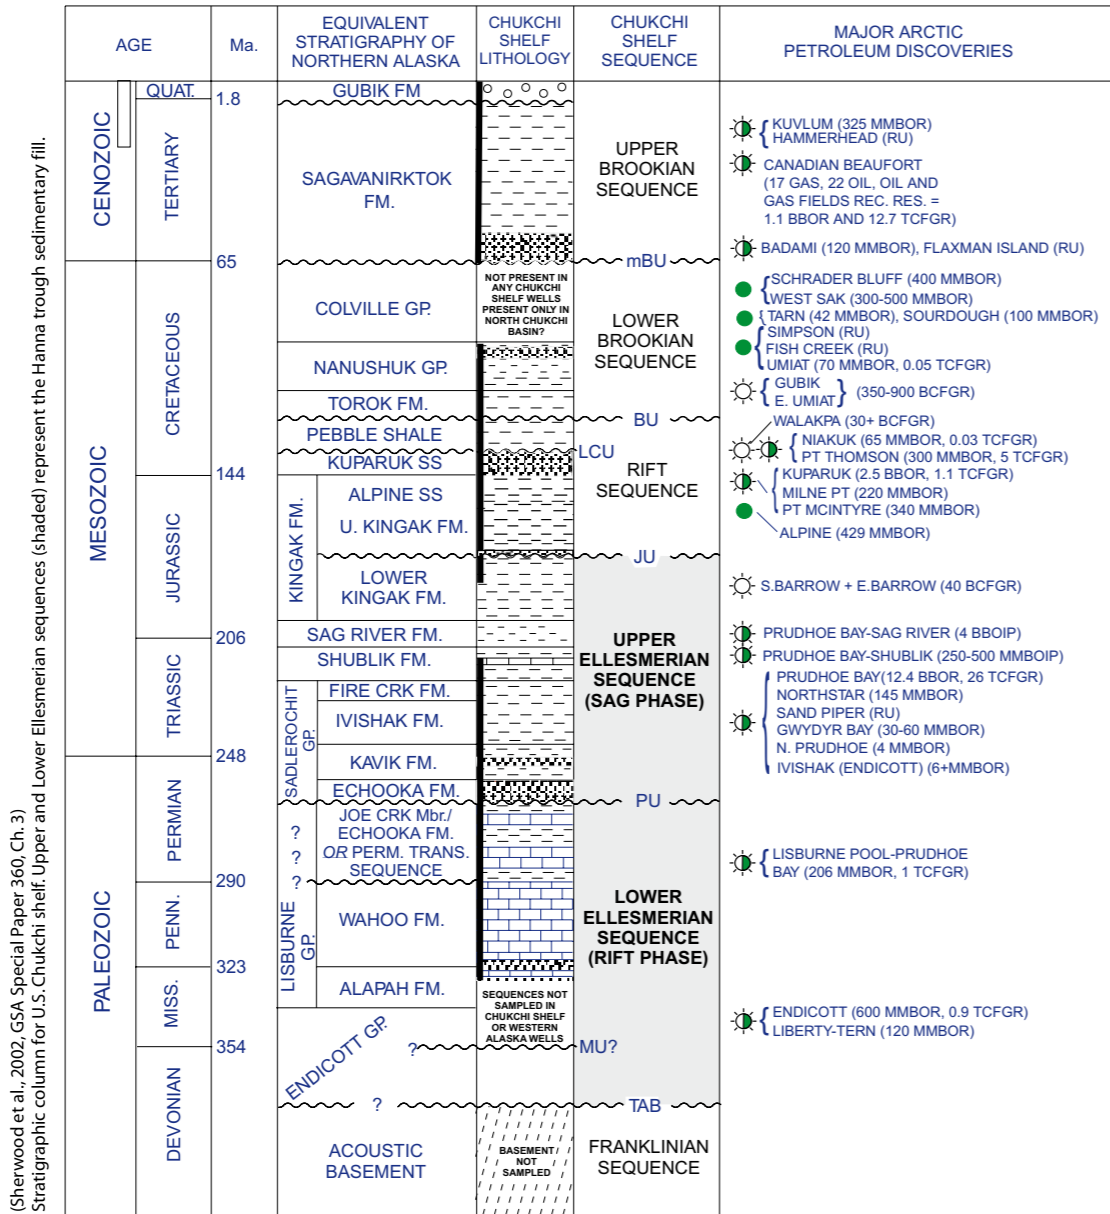 (Sherwood et al., 2002, GSA Special Paper 360, Ch. 3)
Stratigraphic column for U.S. Chukchi shelf. Upper and Lower Ellesmerian sequences (shaded) represent the Hanna trough sedimentary fill.
AGE
Ma.
EQUIVALENT
STRATIGRAPHY OF
NORTHERN ALASKA
CHUKCHI
SHELF
LITHOLOGY
CHUKCHI
SHELF
SEQUENCE
MAJOR ARCTIC
PETROLEUM DISCOVERIES
CENOZOIC
MESOZOIC
PALEOZOIC
QUAT.
TERTIARY
CRETACEOUS
JURASSIC
TRIASSIC
PERMIAN
PENN.
MISS.
DEVONIAN
1.8
65
144
206
248
290
323
354
GUBIK FM
SAGAVANIRKTOK
FM.
COLVILLE GP.
NANUSHUK GP.
TOROK FM.
PEBBLE SHALE
KUPARUK SS
KINGAK FM.
ALPINE SS
U. KINGAK FM.
LOWER
KINGAK FM.
SAG RIVER FM.
SHUBLIK FM.
SADLEROCHIT
GP.
FIRE CRK FM.
IVISHAK FM.
KAVIK FM.
ECHOOKA FM.
?
?
?
JOE CRK Mbr./
ECHOOKA FM.
OR PERM. TRANS.
SEQUENCE
LISBURNE
GP.
WAHOO FM.
ALAPAH FM.
ENDICOTT GP.
?
?
ACOUSTIC
BASEMENT
NOT PRESENT IN
ANY CHUKCHI
SHELF WELLS
PRESENT ONLY IN
NORTH CHUKCHI
BASIN?
SEQUENCES NOT
SAMPLED IN
CHUKCHI SHELF
OR WESTERN
ALASKA WELLS
BASEMENT
NOT
SAMPLED
UPPER
BROOKIAN
SEQUENCE
mBU
LOWER
BROOKIAN
SEQUENCE
BU
LCU
RIFT
SEQUENCE
JU
UPPER
ELLESMERIAN
SEQUENCE
(SAG PHASE)
PU
LOWER
ELLESMERIAN
SEQUENCE
(RIFT PHASE)
MU?
TAB
FRANKLINIAN
SEQUENCE
KUVLUM (325 MMBOR)
HAMMERHEAD (RU)
CANADIAN BEAUFORT
(17 GAS, 22 OIL, OIL AND
GAS FIELDS REC. RES. =
1.1 BBOR AND 12.7 TCFGR)
BADAMI (120 MMBOR), FLAXMAN ISLAND (RU)
SCHRADER BLUFF (400 MMBOR)
WEST SAK (300-500 MMBOR)
TARN (42 MMBOR), SOURDOUGH (100 MMBOR)
SIMPSON (RU)
FISH CREEK (RU)
UMIAT (70 MMBOR, 0.05 TCFGR)
GUBIK
E. UMIAT
(350-900 BCFGR)
WALAKPA (30+ BCFGR)
NIAKUK (65 MMBOR, 0.03 TCFGR)
PT THOMSON (300 MMBOR, 5 TCFGR)
KUPARUK (2.5 BBOR, 1.1 TCFGR)
MILNE PT (220 MMBOR)
PT MCINTYRE (340 MMBOR)
ALPINE (429 MMBOR)
S.BARROW + E.BARROW (40 BCFGR)
PRUDHOE BAY-SAG RIVER (4 BBOIP)
PRUDHOE BAY-SHUBLIK (250-500 MMBOIP)
PRUDHOE BAY(12.4 BBOR, 26 TCFGR)
NORTHSTAR (145 MMBOR)
SAND PIPER (RU)
GWYDYR BAY (30-60 MMBOR)
N. PRUDHOE (4 MMBOR)
IVISHAK (ENDICOTT) (6+MMBOR)
LISBURNE POOL-PRUDHOE
BAY (206 MMBOR, 1 TCFGR)
ENDICOTT (600 MMBOR, 0.9 TCFGR)
LIBERTY-TERN (120 MMBOR)